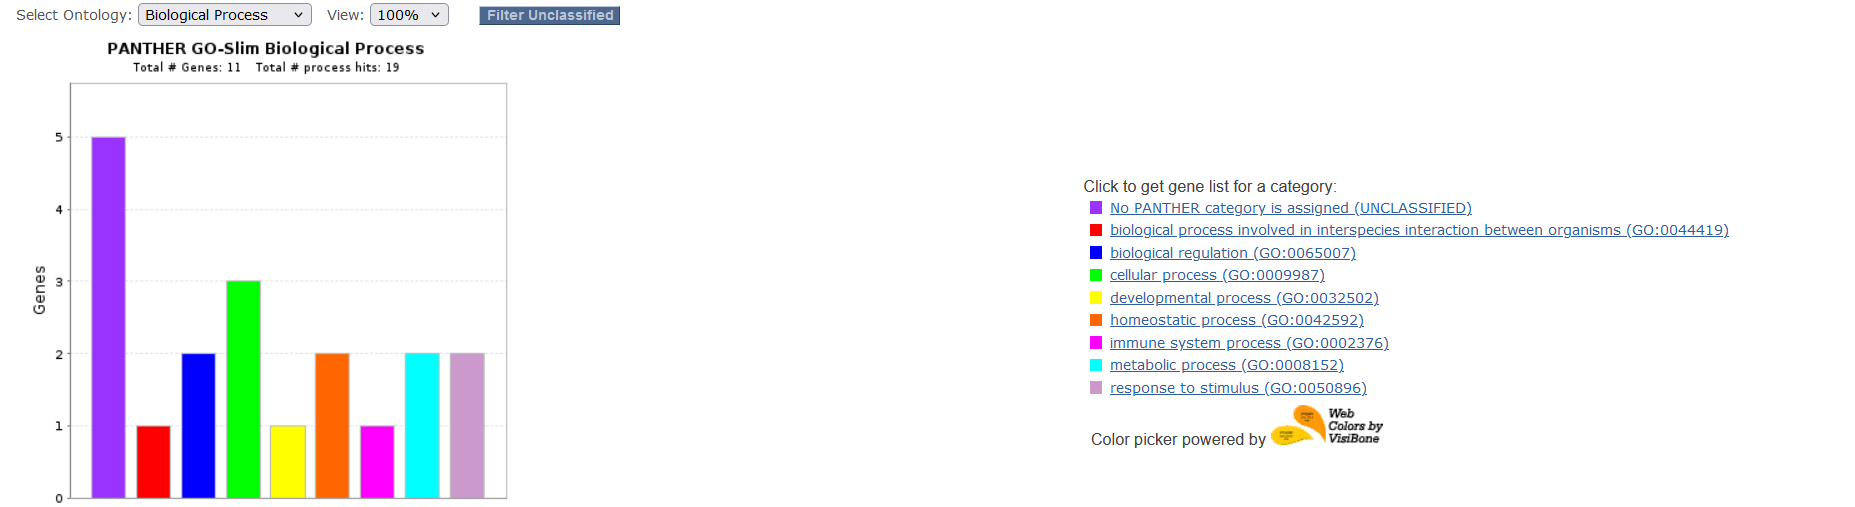 Select Ontology: Biological Process View: 100% Filter Unclassified
PANTHER GO-Slim Biological Process
Total # Genes: 11 Total # process hits: 19
Genes
5
4
3
2
1
0
Click to get gene list for a category:
No PANTHER category is assigned (UNCLASSIFIED)
biological process involved in interspecies interaction between organisms (GO:0044419)
biological regulation (GO:0065007)
cellular process (GO:0009987)
developmental process (GO:0032502)
homeostatic process (GO:0042592)
immune system process (GO:0002376)
metabolic process (GO:0008152)
response to stimulus (GO:0050896)
Color picker powered by
Web
Colors by
VisiBone